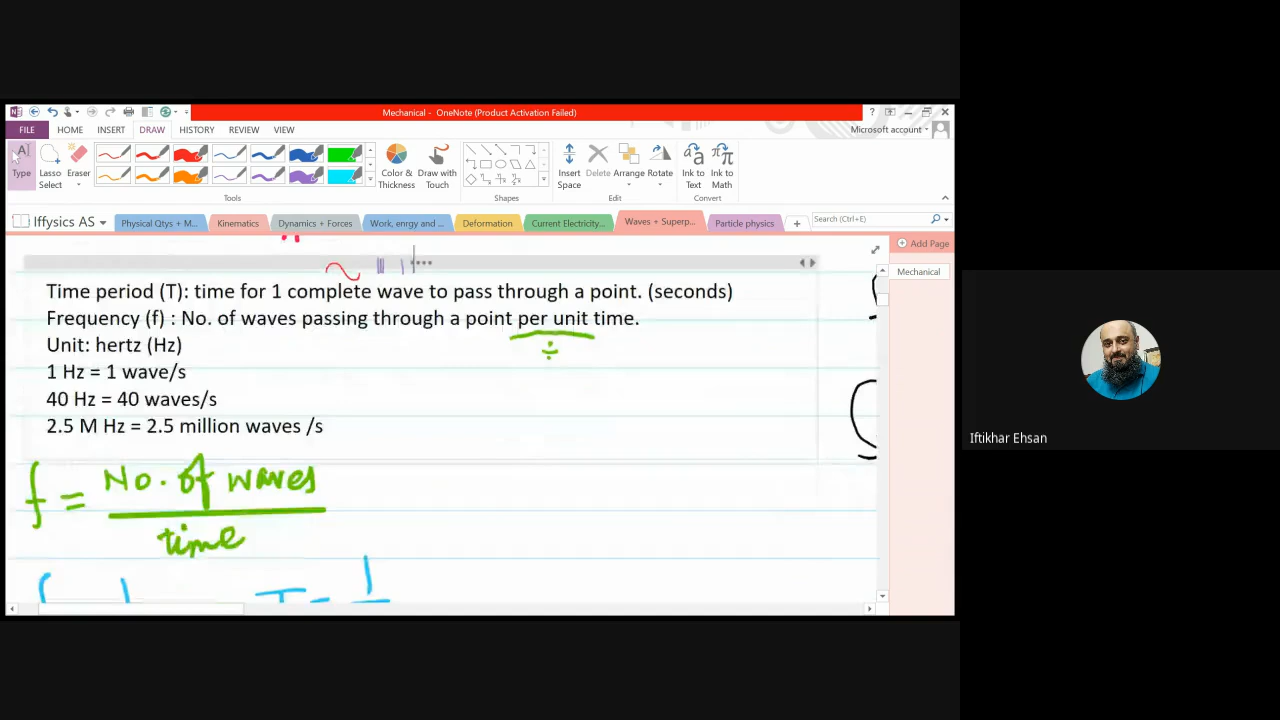 Mechanical - OneNote (Product Activation Failed)
FILE HOME INSERT DRAW HISTORY REVIEW VIEW
Microsoft account
Type
Lasso Select
Eraser
Color & Thickness
Draw with Touch
Insert Space
Delete
Arrange
Rotate
Ink to Text
Ink to Math
Tools
Shapes
Edit
Convert
Iffysics AS
Physical Qtys + M...
Kinematics
Dynamics + Forces
Work, enrgy and ...
Deformation
Current Electricity...
Waves + Superp...
Particle physics
Search (Ctrl+E)
Add Page
Mechanical
Time period (T): time for 1 complete wave to pass through a point. (seconds)
Frequency (f) : No. of waves passing through a point per unit time.
÷
Unit: hertz (Hz)
1 Hz = 1 wave/s
40 Hz = 40 waves/s
2.5 M Hz = 2.5 million waves /s
f = No. of waves
time
T = 1
Iftikhar Ehsan